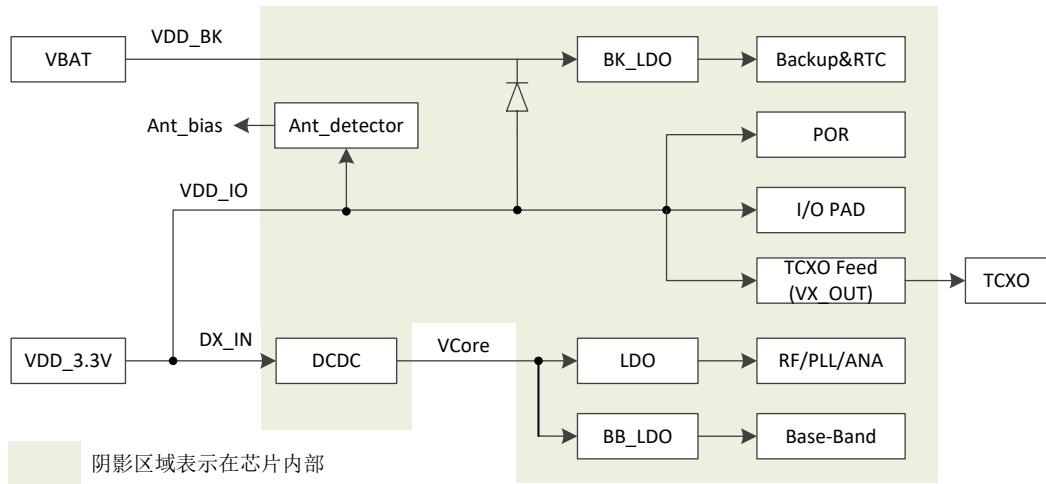 VDD_BK
VBAT
BK_LDO
Backup&RTC
Ant_bias
Ant_detector
POR
VDD_IO
I/O PAD
TCXO Feed
(VX_OUT)
TCXO
VDD_3.3V
DX_IN
DCDC
VCore
LDO
RF/PLL/ANA
BB_LDO
Base-Band
阴影区域表示在芯片内部